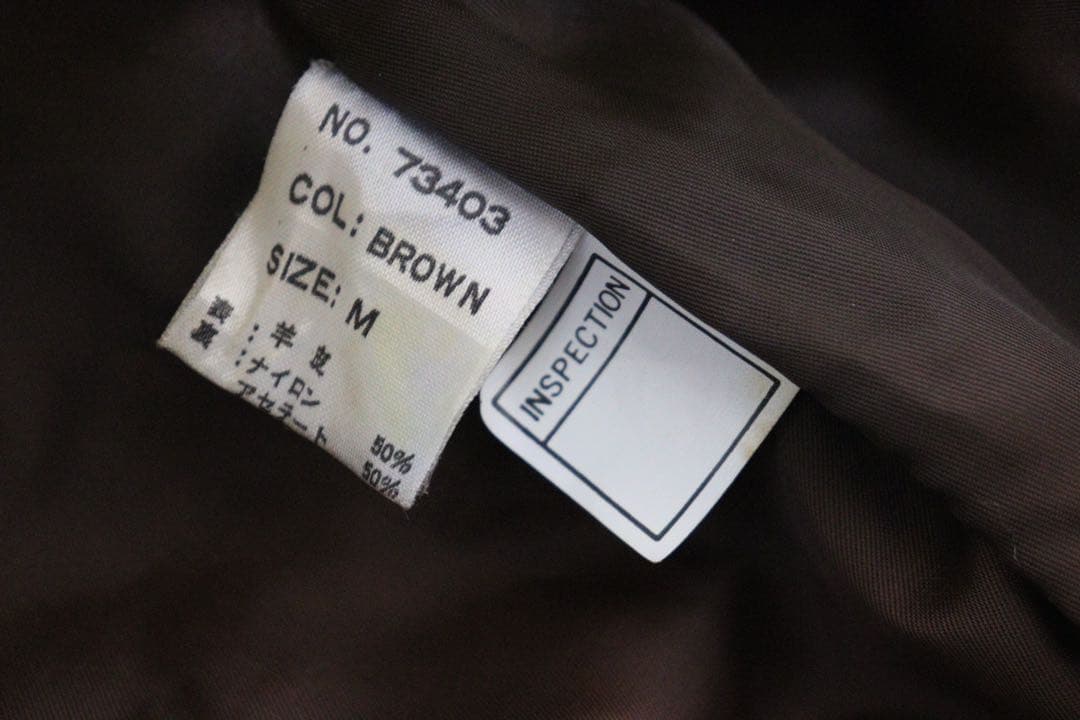 NO. 73403
COL: BROWN
SIZE: M
表 : 羊 皮
裏 : ナイロン 50%
アセテート 50%
INSPECTION